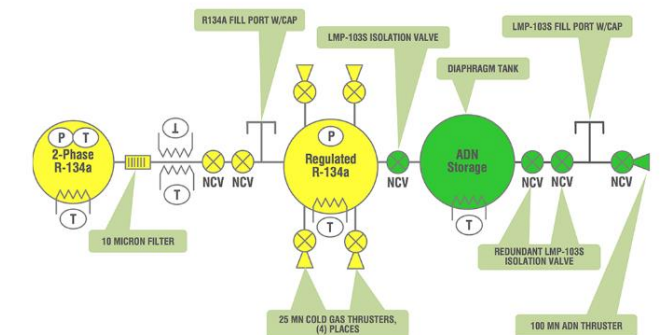 R134A FILL PORT W/CAP
LMP-103S ISOLATION VALVE
LMP-103S FILL PORT W/CAP
DIAPHRAGM TANK
P T
2-Phase
R-134a
T
T
T
NCV NCV
P
Regulated
R-134a
T
NCV
ADN
Storage
T
NCV NCV
NCV
10 MICRON FILTER
REDUNDANT LMP-103S
ISOLATION VALVE
25 MN COLD GAS THRUSTERS,
(4) PLACES
100 MN ADN THRUSTER